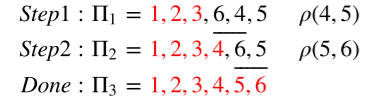 Step1 : Π₁ = 1, 2, 3, 6, 4, 5 ρ(4, 5)
Step2 : Π₂ = 1, 2, 3, 4, 6, 5 ρ(5, 6)
Done : Π₃ = 1, 2, 3, 4, 5, 6